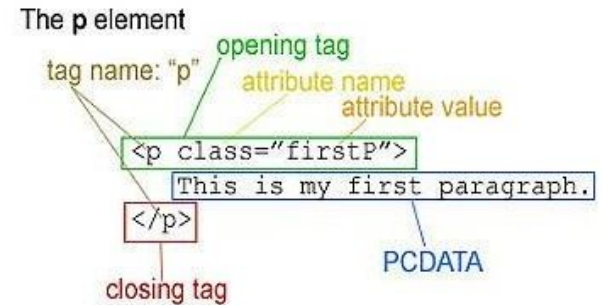 The p element
opening tag
tag name: "p"
attribute name
attribute value
<p class="firstP">
This is my first paragraph.
</p>
PCDATA
closing tag